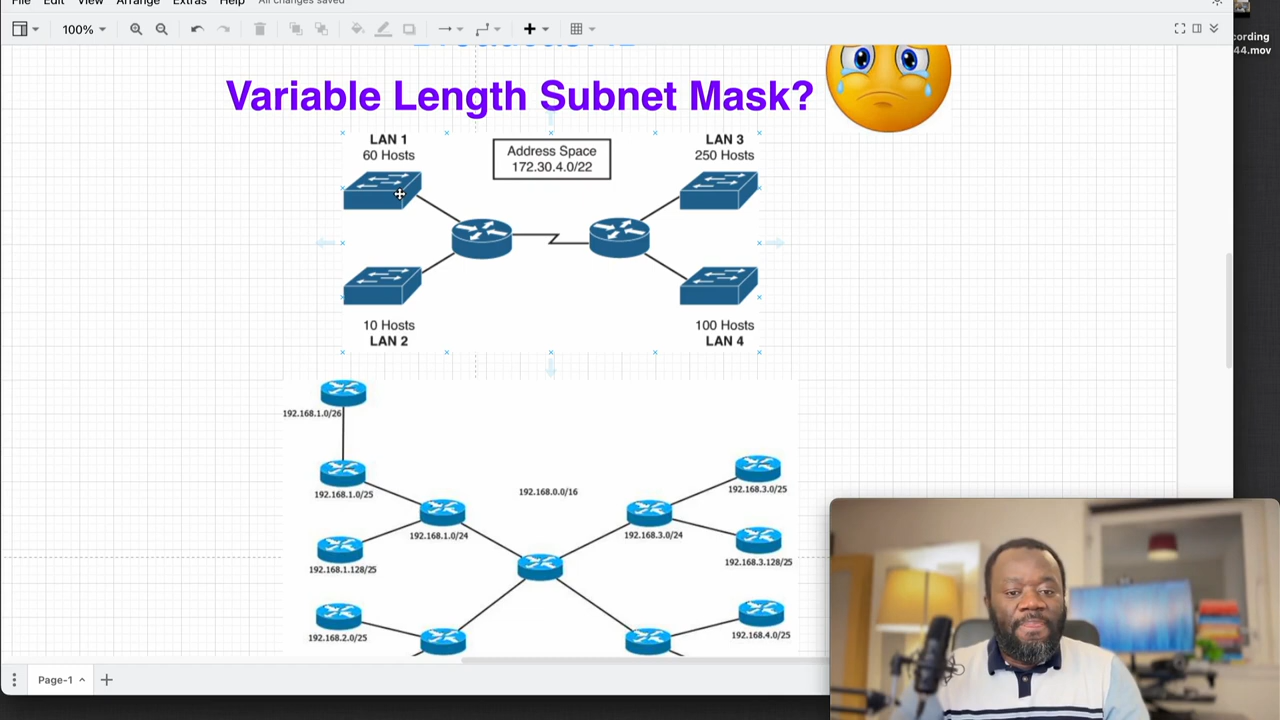 File Edit View Arrange Extras Help All changes saved
100%
cording
44.mov
Variable Length Subnet Mask?
LAN 1
60 Hosts
Address Space
172.30.4.0/22
LAN 3
250 Hosts
10 Hosts
LAN 2
100 Hosts
LAN 4
192.168.1.0/26
192.168.1.0/25
192.168.0.0/16
192.168.3.0/25
192.168.1.0/24
192.168.3.0/24
192.168.1.128/25
192.168.3.128/25
192.168.2.0/25
192.168.4.0/25
Page-1